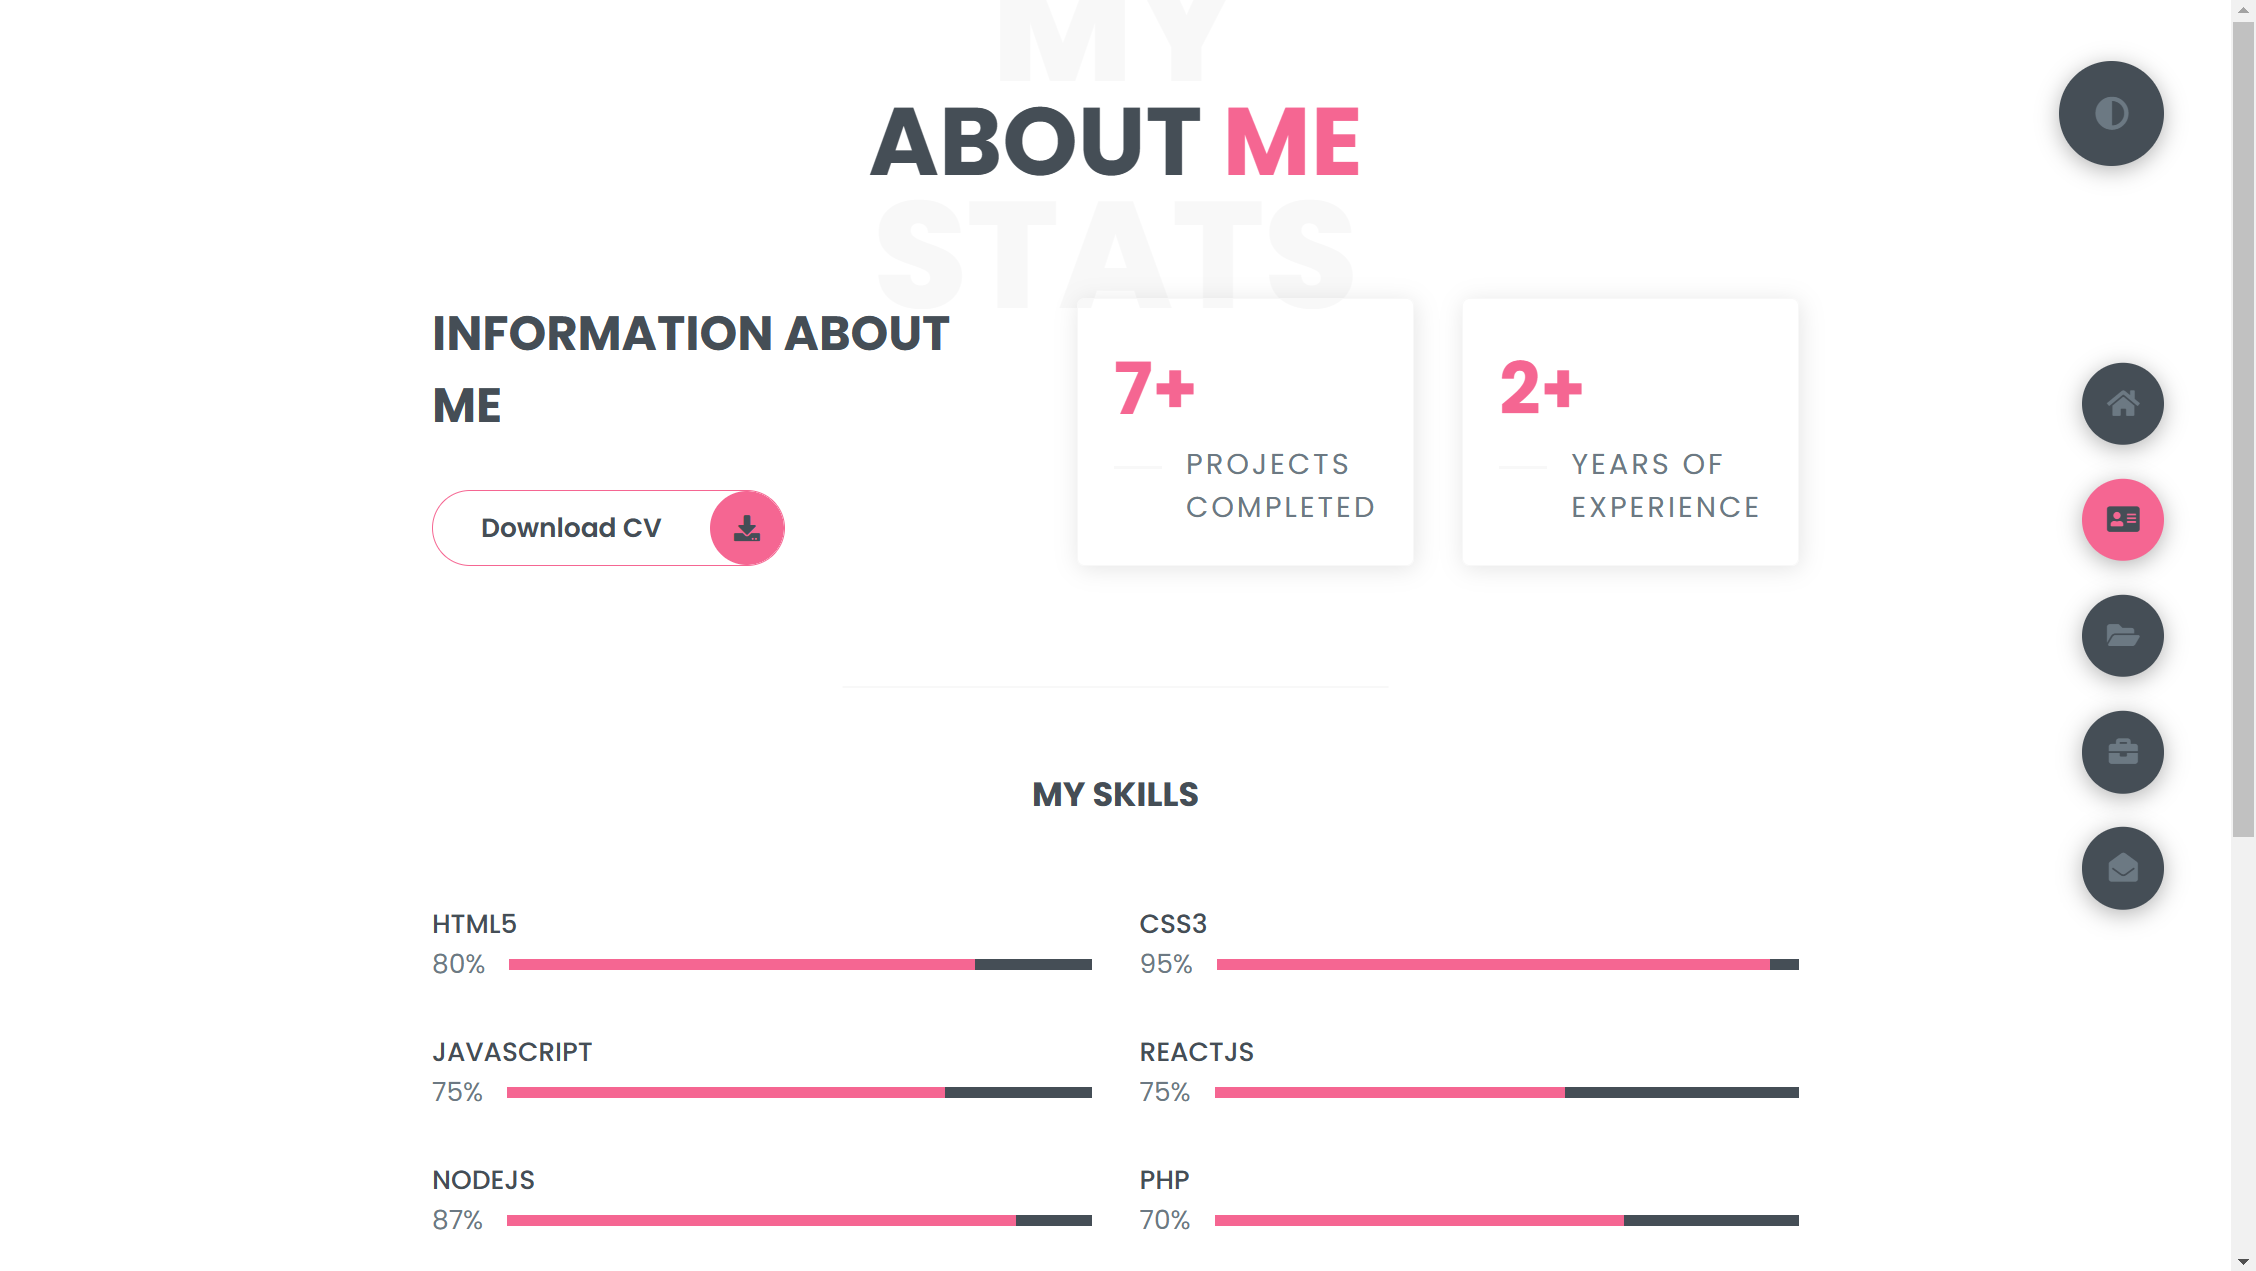 MY
ABOUT ME
STATS
INFORMATION ABOUT
ME
Download CV
7+
PROJECTS
COMPLETED
2+
YEARS OF
EXPERIENCE
MY SKILLS
HTML5
80%
CSS3
95%
JAVASCRIPT
75%
REACTJS
75%
NODEJS
87%
PHP
70%